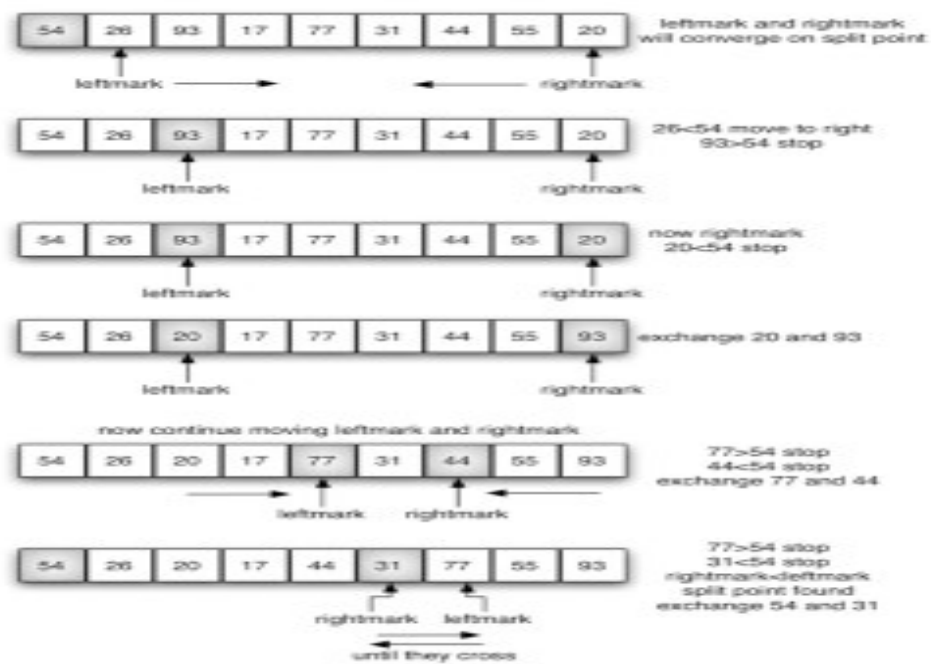 54 26 93 17 77 31 44 55 20
leftmark and rightmark
will converge on split point
leftmark rightmark
54 26 93 17 77 31 44 55 20
26<54 move to right
93>54 stop
leftmark rightmark
54 26 93 17 77 31 44 55 20
now rightmark
20<54 stop
leftmark rightmark
54 26 20 17 77 31 44 55 93
exchange 20 and 93
leftmark rightmark
now continue moving leftmark and rightmark
54 26 20 17 77 31 44 55 93
77>54 stop
44<54 stop
exchange 77 and 44
leftmark rightmark
54 26 20 17 44 31 77 55 93
77>54 stop
31<54 stop
rightmark<leftmark
split point found
exchange 54 and 31
rightmark leftmark
until they cross